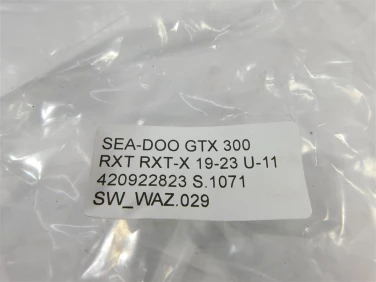 SEA-DOO GTX 300
RXT RXT-X 19-23 U-11
420922823 S.1071
SW_WAZ.029